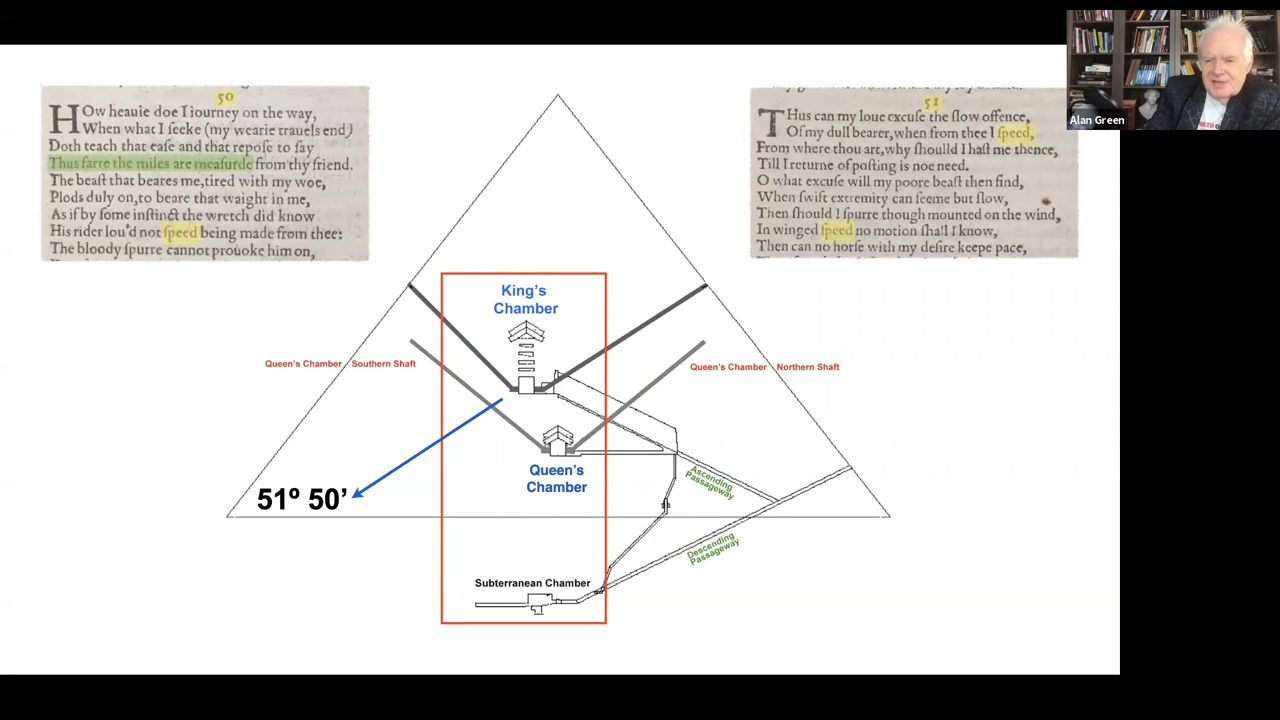 50
HOw heauie doe I iourney on the way,
When what I ſeeke (my wearie trauels end)
Doth teach that eaſe and that repoſe to ſay
Thus farre the miles are meaſurde from thy friend.
The beaſt that beares me,tired with my woe,
Plods duly on,to beare that waight in me,
As if by ſome inſtinct the wretch did know
His rider lou'd not ſpeed being made from thee:
The bloody ſpurre cannot prouoke him on,
51
THus can my loue excuſe the ſlow offence,
Of my dull bearer,when from thee I ſpeed,
From where thou art,why ſhoulld I haſt me thence,
Till I returne of poſting is noe need.
O what excuſe will my poore beaſt then find,
When ſwift extremity can ſeeme but ſlow,
Then ſhould I ſpurre though mounted on the wind,
In winged ſpeed no motion ſhall I know,
Then can no horſe with my deſire keepe pace,
Alan Green
King's
Chamber
Queen's Chamber Southern Shaft
Queen's Chamber Northern Shaft
Queen's
Chamber
Ascending
Passageway
51º 50'
Descending
Passageway
Subterranean Chamber